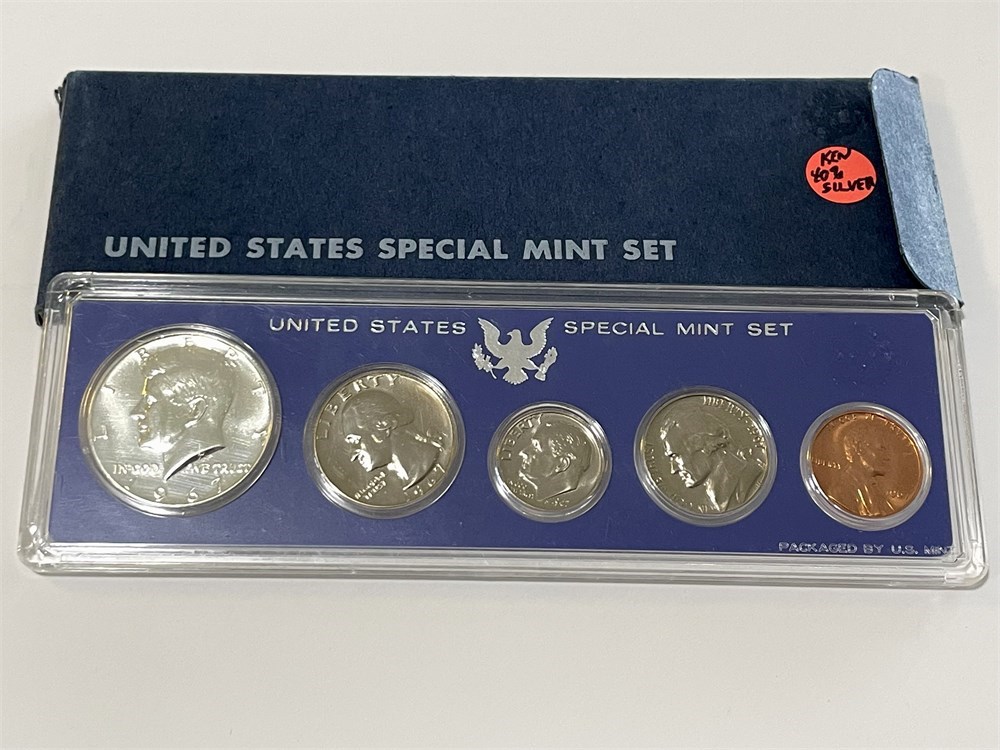 KEN
40%
SILVER
UNITED STATES SPECIAL MINT SET
UNITED STATES SPECIAL MINT SET
LIBERTY
IN GOD WE TRUST
1967
LIBERTY
IN GOD WE TRUST
1967
LIBERTY
IN GOD WE TRUST
IN GOD WE TRUST
LIBERTY
PACKAGED BY U.S. MINT